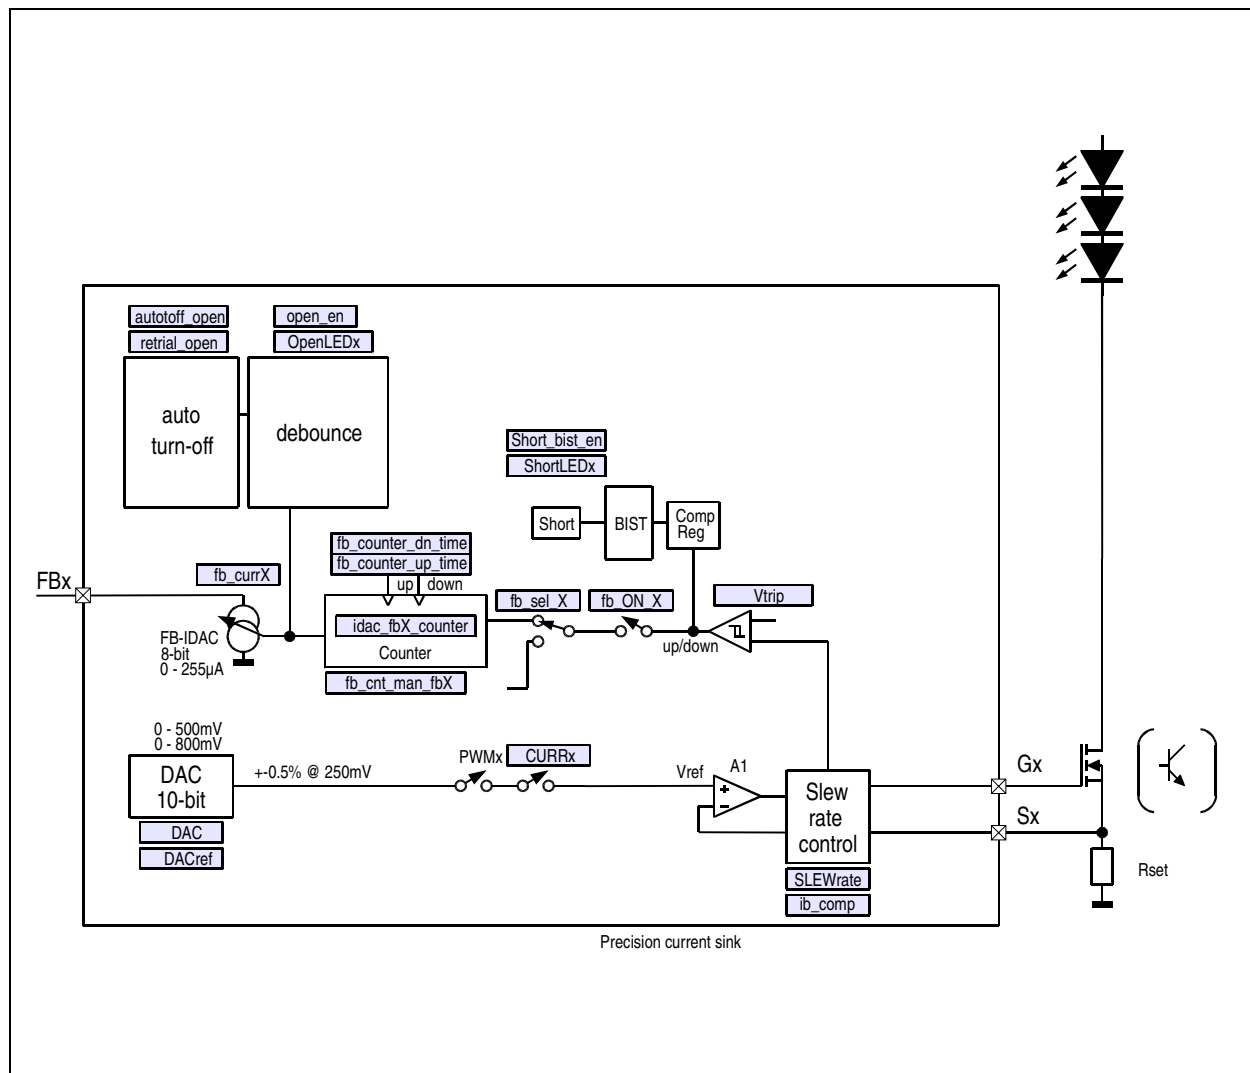 autotoff_open
open_en
retrial_open
OpenLEDx
auto
turn-off
debounce
Short_bist_en
ShortLEDx
Short
BIST
Comp
Reg
fb_counter_dn_time
fb_counter_up_time
up
down
FBx
fb_currX
fb_sel_X
fb_ON_X
Vtrip
idac_fbX_counter
Counter
up/down
FB-IDAC
8-bit
0 - 255µA
fb_cnt_man_fbX
0 - 500mV
0 - 800mV
DAC
10-bit
+-0.5% @ 250mV
PWMx
CURRx
Vref
A1
Slew
rate
control
Gx
Sx
DAC
DACref
SLEWrate
ib_comp
Rset
Precision current sink